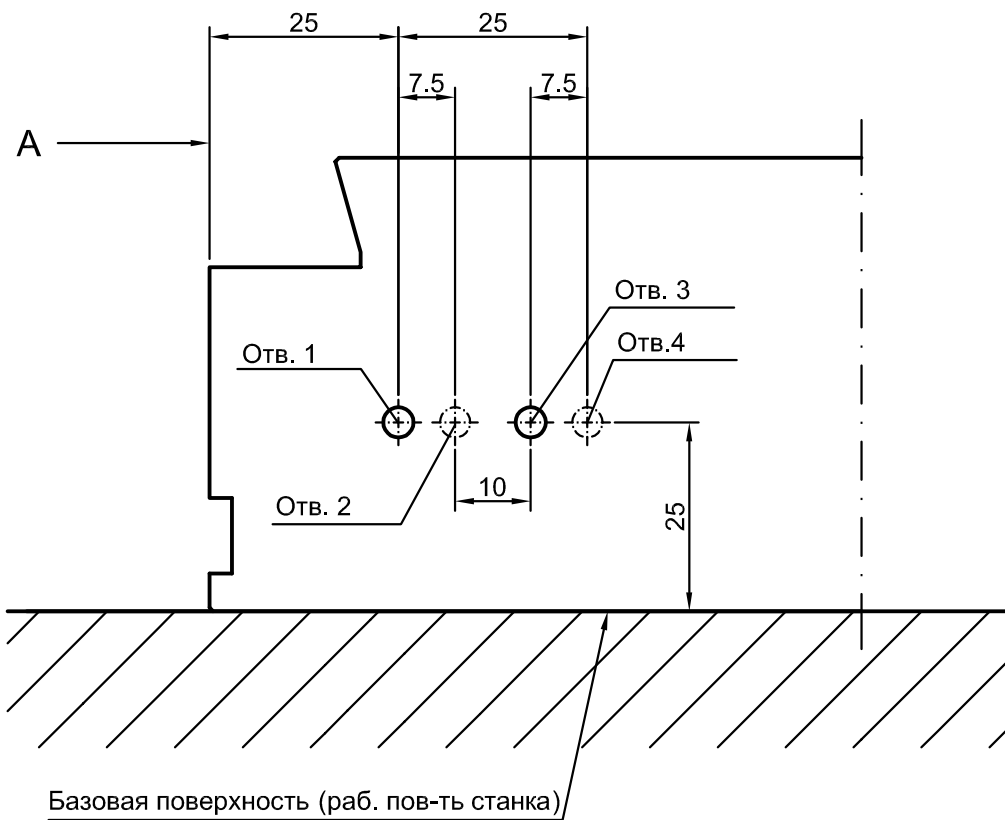 25
25
7.5
7.5
А
Отв. 3
Отв.4
Отв. 1
10
Отв. 2
25
Базовая поверхность (раб. пов-ть станка)